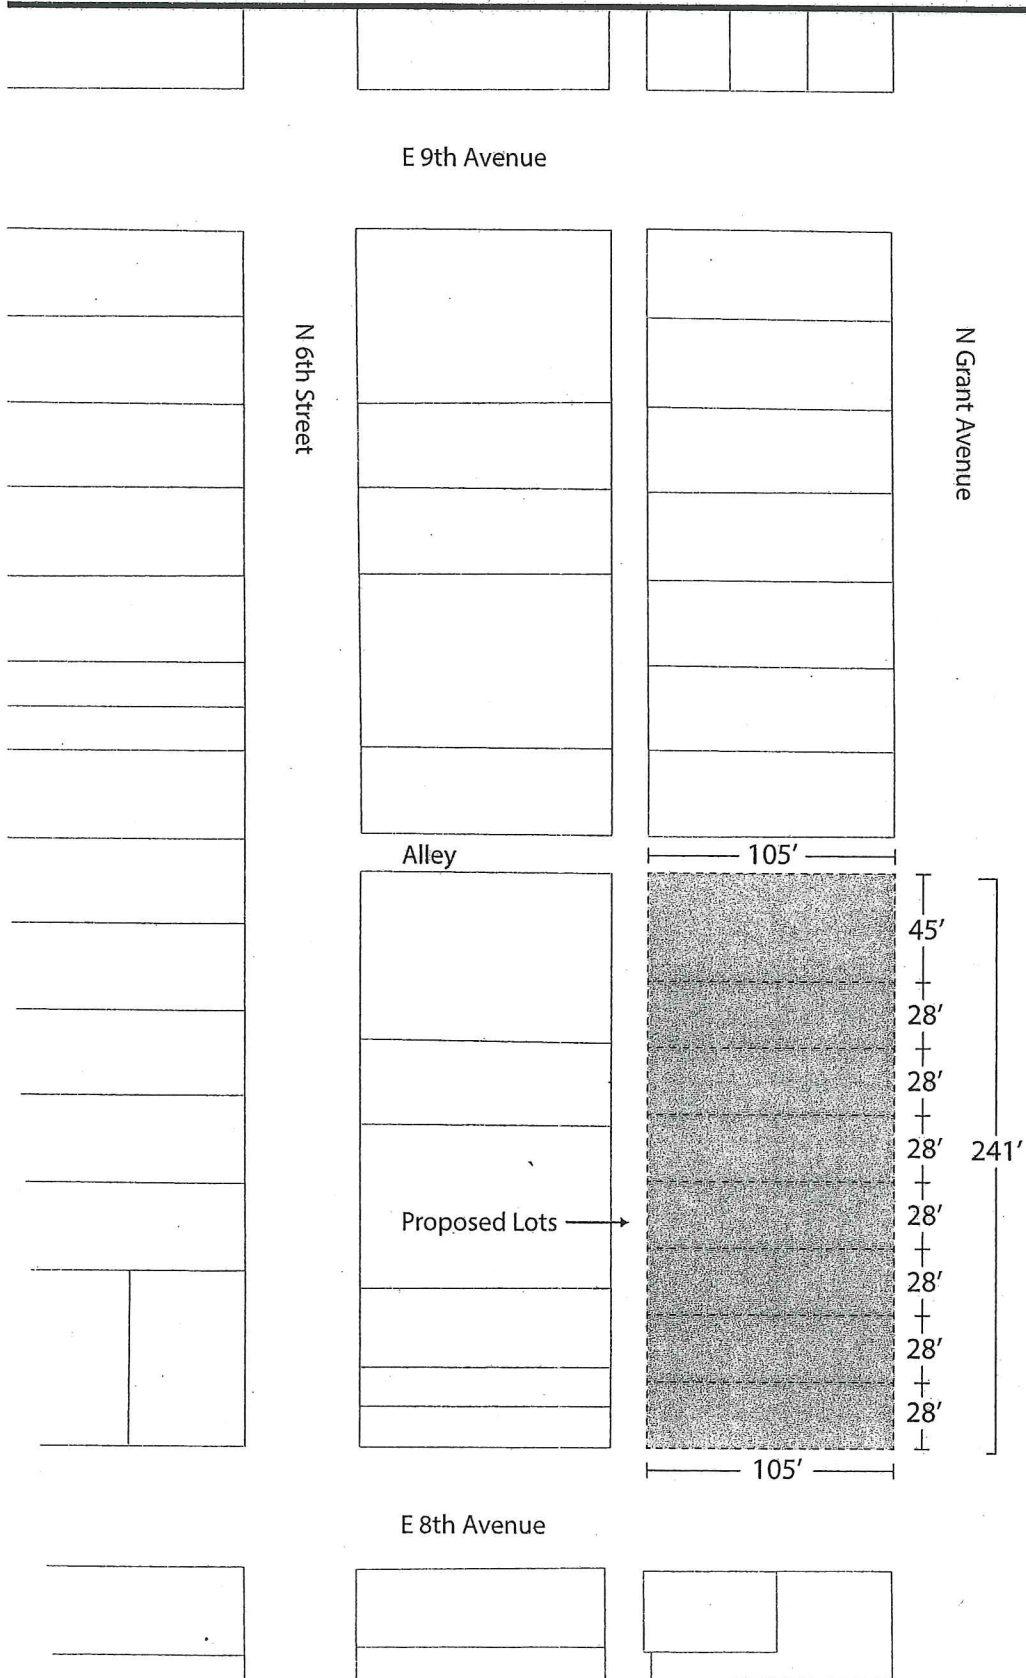 E 9th Avenue
N 6th Street
N Grant Avenue
Alley
105'
45'
28'
28'
28'
241'
Proposed Lots
28'
28'
28'
28'
105'
E 8th Avenue